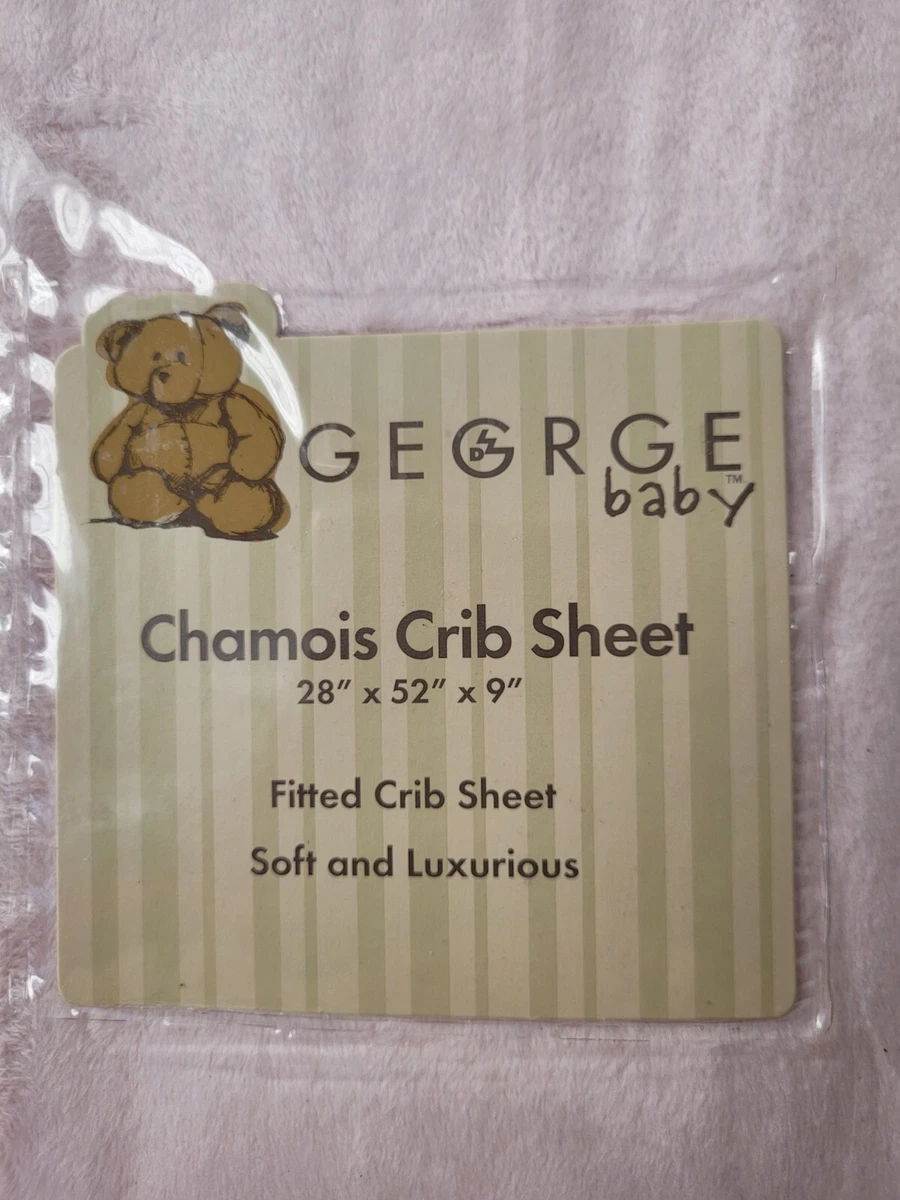 GEORGE
baby™
Chamois Crib Sheet
28″ x 52″ x 9″
Fitted Crib Sheet
Soft and Luxurious